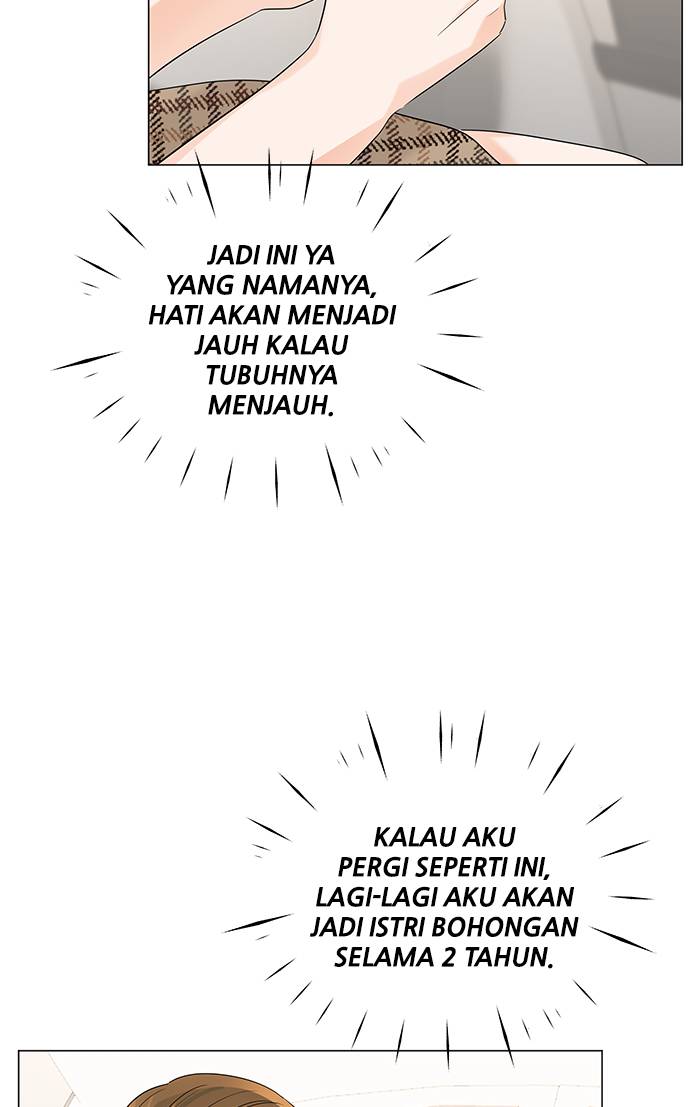 JADI INI YA
YANG NAMANYA,
HATI AKAN MENJADI
JAUH KALAU
TUBUHNYA
MENJAUH.
KALAU AKU
PERGI SEPERTI INI,
LAGI-LAGI AKU AKAN
JADI ISTRI BOHONGAN
SELAMA 2 TAHUN.